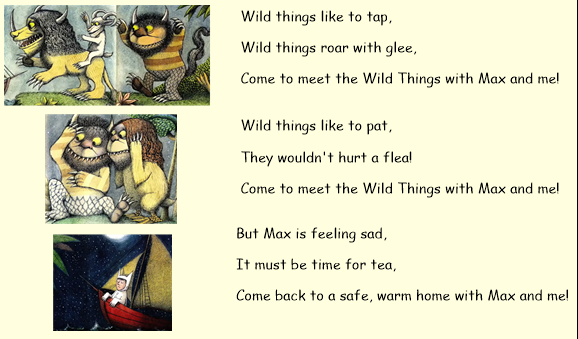 Wild things like to tap,
Wild things roar with glee,
Come to meet the Wild Things with Max and me!
Wild things like to pat,
They wouldn't hurt a flea!
Come to meet the Wild Things with Max and me!
But Max is feeling sad,
It must be time for tea,
Come back to a safe, warm home with Max and me!